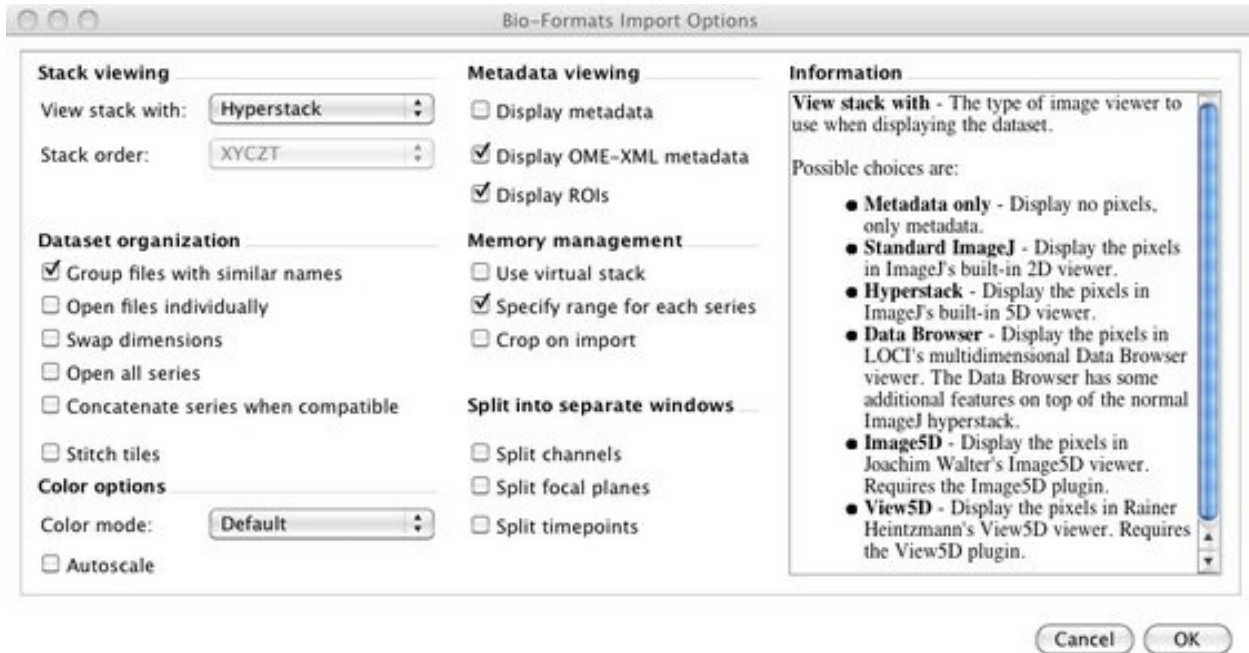 Bio-Formats Import Options
Stack viewing
View stack with: Hyperstack
Stack order: XYCZT
Dataset organization
Group files with similar names
Open files individually
Swap dimensions
Open all series
Concatenate series when compatible
Stitch tiles
Color options
Color mode: Default
Autoscale
Metadata viewing
Display metadata
Display OME-XML metadata
Display ROIs
Memory management
Use virtual stack
Specify range for each series
Crop on import
Split into separate windows
Split channels
Split focal planes
Split timepoints
Information
View stack with - The type of image viewer to
use when displaying the dataset.
Possible choices are:
Metadata only - Display no pixels,
only metadata.
Standard ImageJ - Display the pixels
in ImageJ's built-in 2D viewer.
Hyperstack - Display the pixels in
ImageJ's built-in 5D viewer.
Data Browser - Display the pixels in
LOCI's multidimensional Data Browser
viewer. The Data Browser has some
additional features on top of the normal
ImageJ hyperstack.
Image5D - Display the pixels in
Joachim Walter's Image5D viewer.
Requires the Image5D plugin.
View5D - Display the pixels in Rainer
Heintzmann's View5D viewer. Requires
the View5D plugin.
Cancel OK